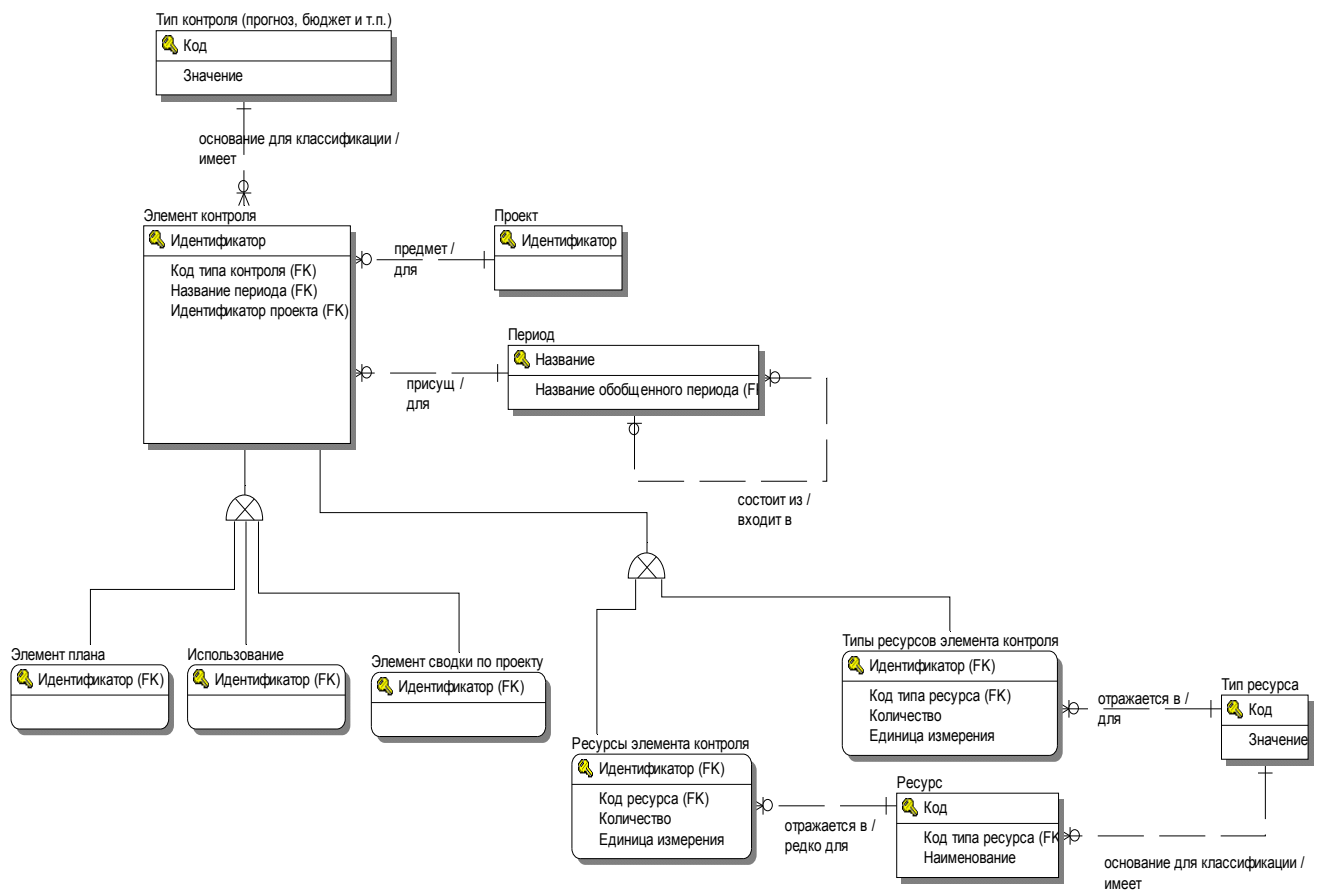 Тип контроля (прогноз, бюджет и т.п.)
Код
Значение
основание для классификации /
имеет
Элемент контроля
Идентификатор
Код типа контроля (FK)
Название периода (FK)
Идентификатор проекта (FK)
предмет /
для
Проект
Идентификатор
присущ /
для
Период
Название
Название обобщенного периода (FK
состоит из /
входит в
Элемент плана
Идентификатор (FK)
Использование
Идентификатор (FK)
Элемент сводки по проекту
Идентификатор (FK)
Ресурсы элемента контроля
Идентификатор (FK)
Код ресурса (FK)
Количество
Единица измерения
Типы ресурсов элемента контроля
Идентификатор (FK)
Код типа ресурса (FK)
Количество
Единица измерения
отражается в /
для
Тип ресурса
Код
Значение
отражается в /
редко для
Ресурс
Код
Код типа ресурса (FK
Наименование
основание для классификации /
имеет